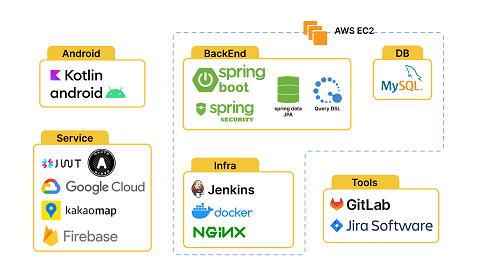 AWS EC2
Android
Kotlin
android
BackEnd
spring
boot
spring
SECURITY
spring data
JPA
Query DSL
DB
MySQL
Service
JWT
Google Cloud
kakaomap
Firebase
Infra
Jenkins
docker
NGINX
Tools
GitLab
Jira Software